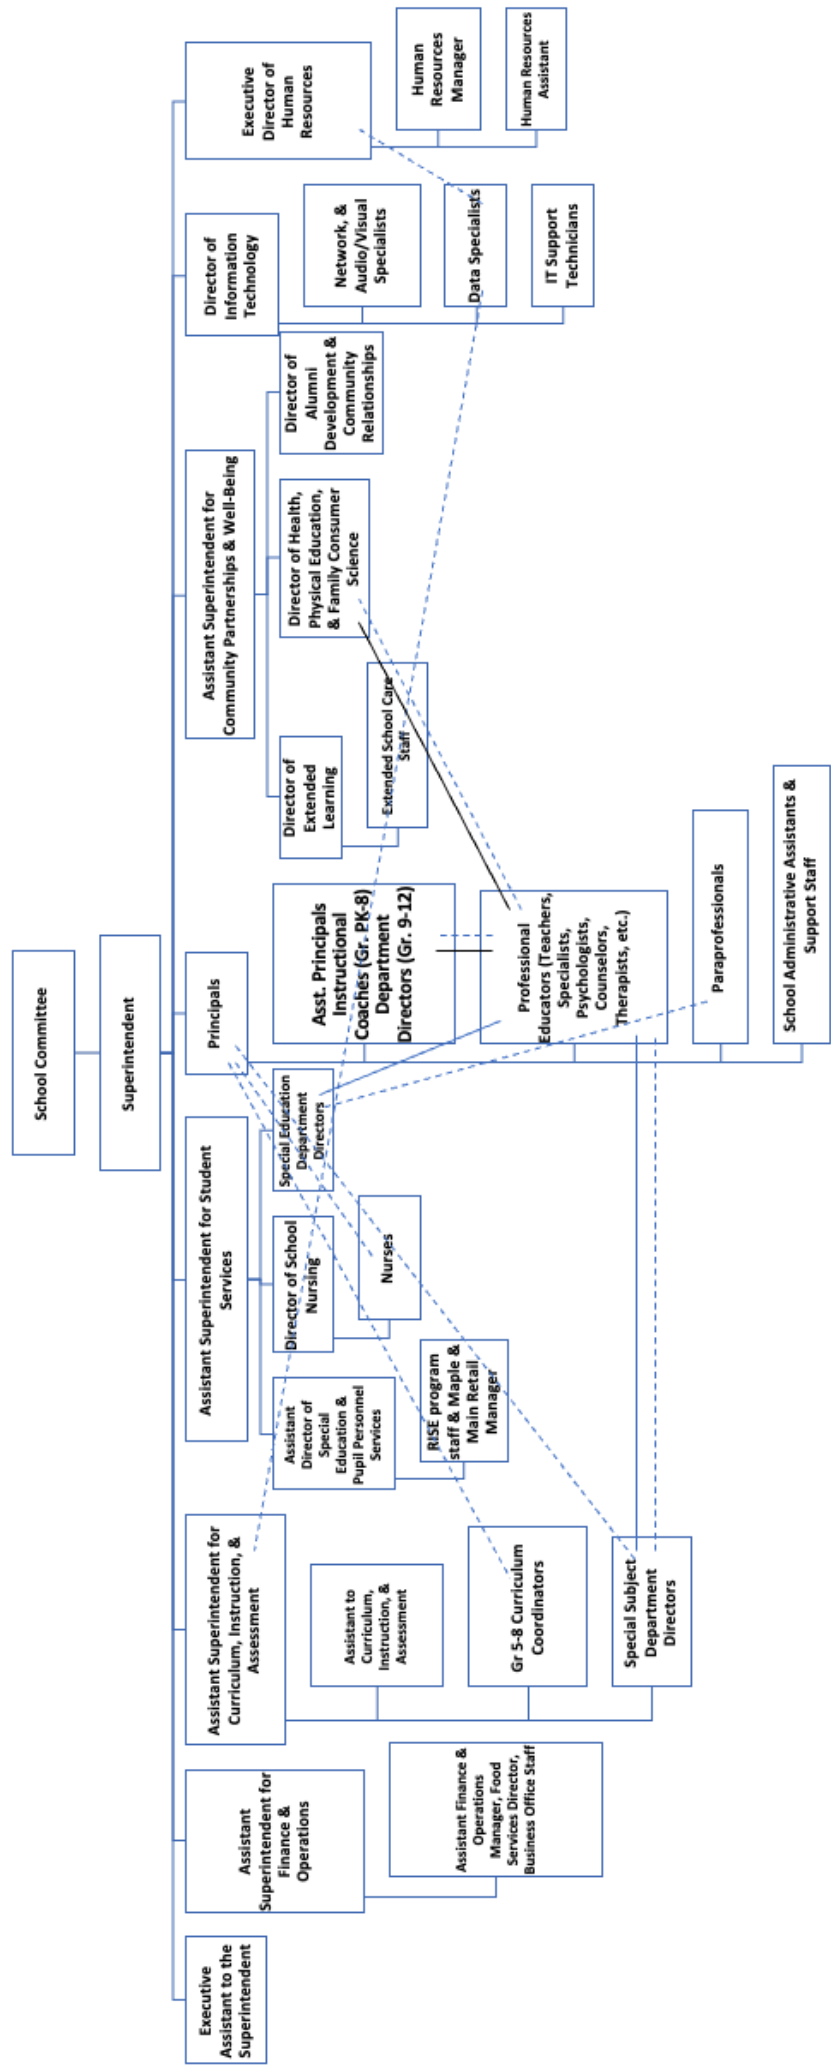 School Committee
Superintendent
Executive
Assistant to the
Superintendent
Assistant
Superintendent for
Finance &
Operations
Assistant Finance &
Operations
Manager, Food
Services Director,
Business Office Staff
Assistant Superintendent for
Curriculum, Instruction, &
Assessment
Assistant to
Curriculum,
Instruction, &
Assessment
Gr 5-8 Curriculum
Coordinators
Special Subject
Department
Directors
Assistant Superintendent for Student
Services
Assistant
Director of
Special
Education &
Pupil Personnel
Services
RISE program
staff & Maple &
Main Retail
Manager
Director of School
Nursing
Nurses
Special Education
Department
Directors
Principals
Asst. Principals
Instructional
Coaches (Gr. PK-8)
Department
Directors (Gr. 9-12)
Professional
Educators (Teachers,
Specialists,
Psychologists,
Counselors,
Therapists, etc.)
Paraprofessionals
School Administrative Assistants &
Support Staff
Assistant Superintendent for
Community Partnerships & Well-Being
Director of
Extended
Learning
Extended School Care
Staff
Director of Health,
Physical Education,
& Family Consumer
Science
Director of
Alumni
Development &
Community
Relationships
Director of
Information
Technology
Network, &
Audio/Visual
Specialists
Data Specialists
IT Support
Technicians
Executive
Director of
Human
Resources
Human
Resources
Manager
Human Resources
Assistant